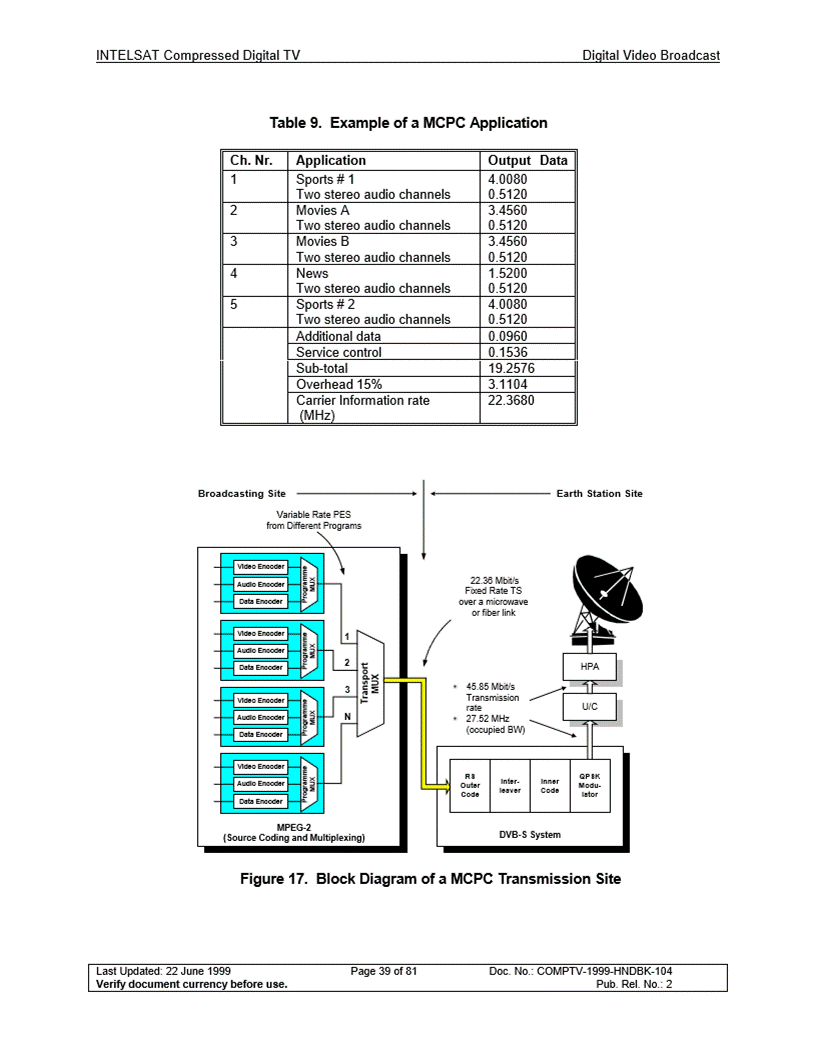 INTELSAT Compressed Digital TV Digital Video Broadcast
Table 9. Example of a MCPC Application
Ch. Nr. Application Output Data
1 Sports # 1 4.0080
Two stereo audio channels 0.5120
2 Movies A 3.4560
Two stereo audio channels 0.5120
3 Movies B 3.4560
Two stereo audio channels 0.5120
4 News 1.5200
Two stereo audio channels 0.5120
5 Sports # 2 4.0080
Two stereo audio channels 0.5120
Additional data 0.0960
Service control 0.1536
Sub-total 19.2576
Overhead 15% 3.1104
Carrier Information rate 22.3680
(MHz)
Broadcasting Site Earth Station Site
Variable Rate PES
from Different Programs
Video Encoder
Audio Encoder
Data Encoder
Programme
MUX
Video Encoder
Audio Encoder
Data Encoder
Programme
MUX
Video Encoder
Audio Encoder
Data Encoder
Programme
MUX
Video Encoder
Audio Encoder
Data Encoder
Programme
MUX
1
2
3
N
Transport
MUX
MPEG-2
(Source Coding and Multiplexing)
22.36 Mbit/s
Fixed Rate TS
over a microwave
or fiber link
HPA
U/C
* 45.85 Mbit/s
Transmission
rate
* 27.52 MHz
(occupied BW)
RS
Outer
Code
Inter-
leaver
Inner
Code
QPSK
Modu-
lator
DVB-S System
Figure 17. Block Diagram of a MCPC Transmission Site
Last Updated: 22 June 1999 Page 39 of 81 Doc. No.: COMPTV-1999-HNDBK-104
Verify document currency before use. Pub. Rel. No.: 2